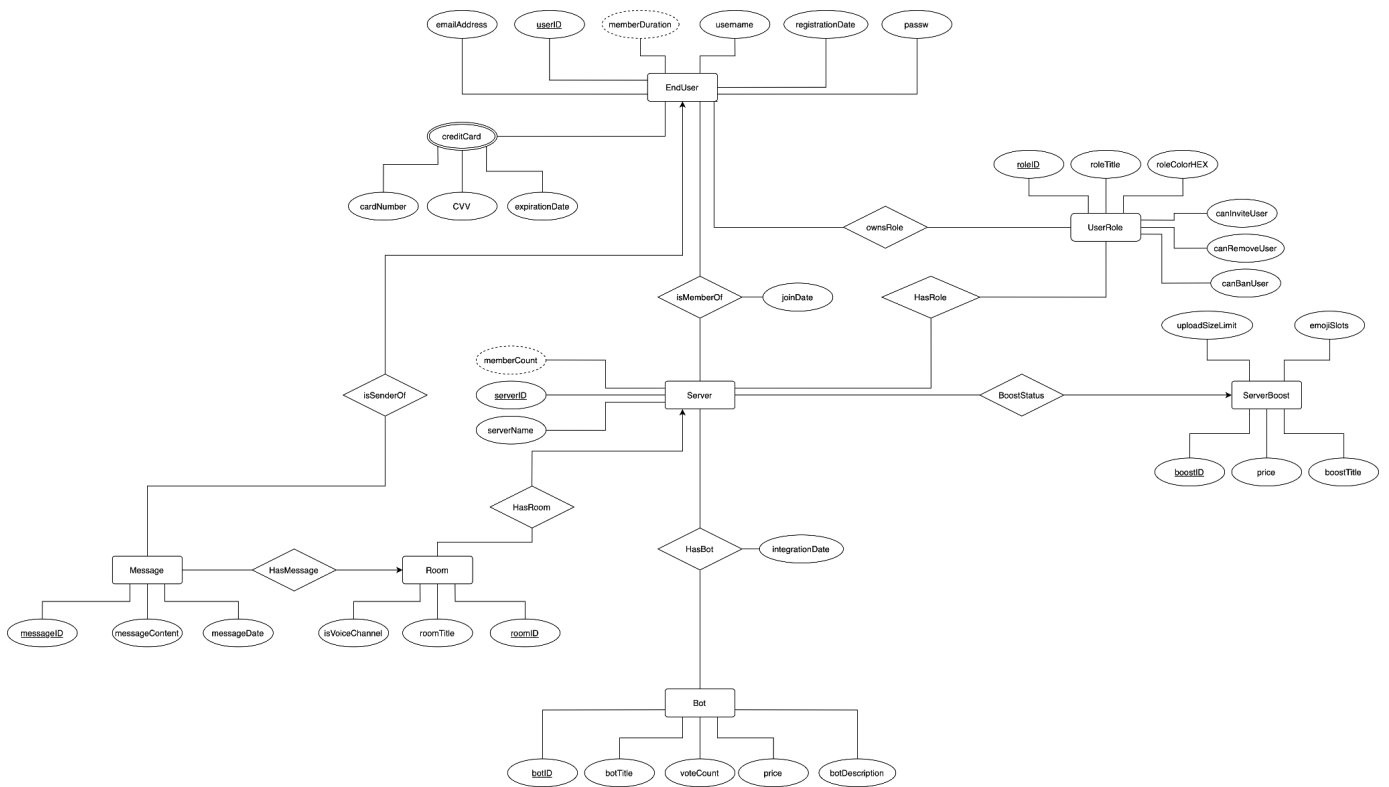 emailAddress
userID
memberDuration
username
registrationDate
passw
EndUser
creditCard
cardNumber
CVV
expirationDate
roleID
roleTitle
roleColorHEX
canInviteUser
UserRole
ownsRole
canRemoveUser
canBanUser
isMemberOf
joinDate
HasRole
uploadSizeLimit
emojiSlots
memberCount
isSenderOf
serverID
Server
BoostStatus
ServerBoost
serverName
boostID
price
boostTitle
HasRoom
HasBot
integrationDate
Message
HasMessage
Room
messageID
messageContent
messageDate
isVoiceChannel
roomTitle
roomID
Bot
botID
botTitle
voteCount
price
botDescription